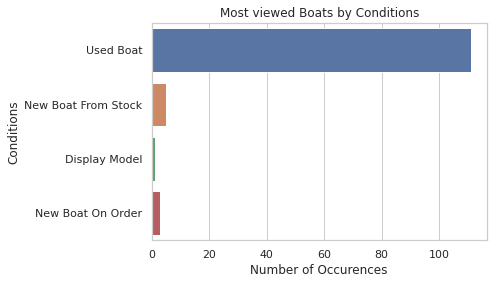 Most viewed Boats by Conditions
Conditions
Used Boat
New Boat From Stock
Display Model
New Boat On Order
0 20 40 60 80 100
Number of Occurences